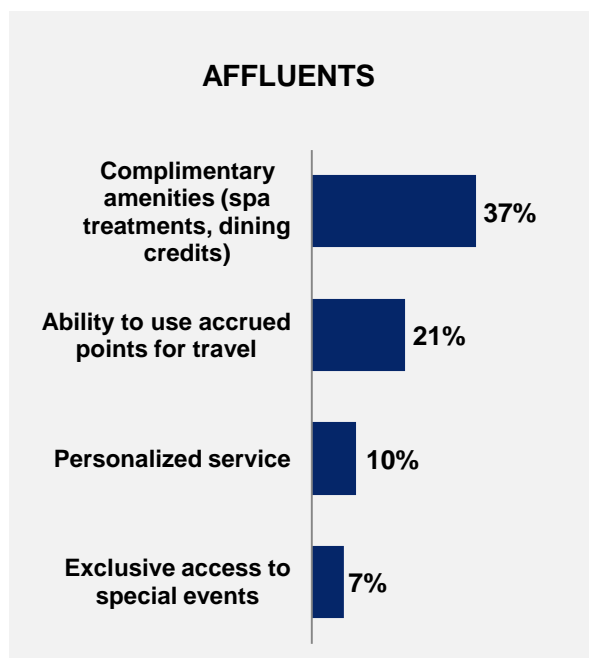 AFFLUENTS
Complimentary
amenities (spa
treatments, dining
credits)
37%
Ability to use accrued
points for travel
21%
Personalized service
10%
Exclusive access to
special events
7%